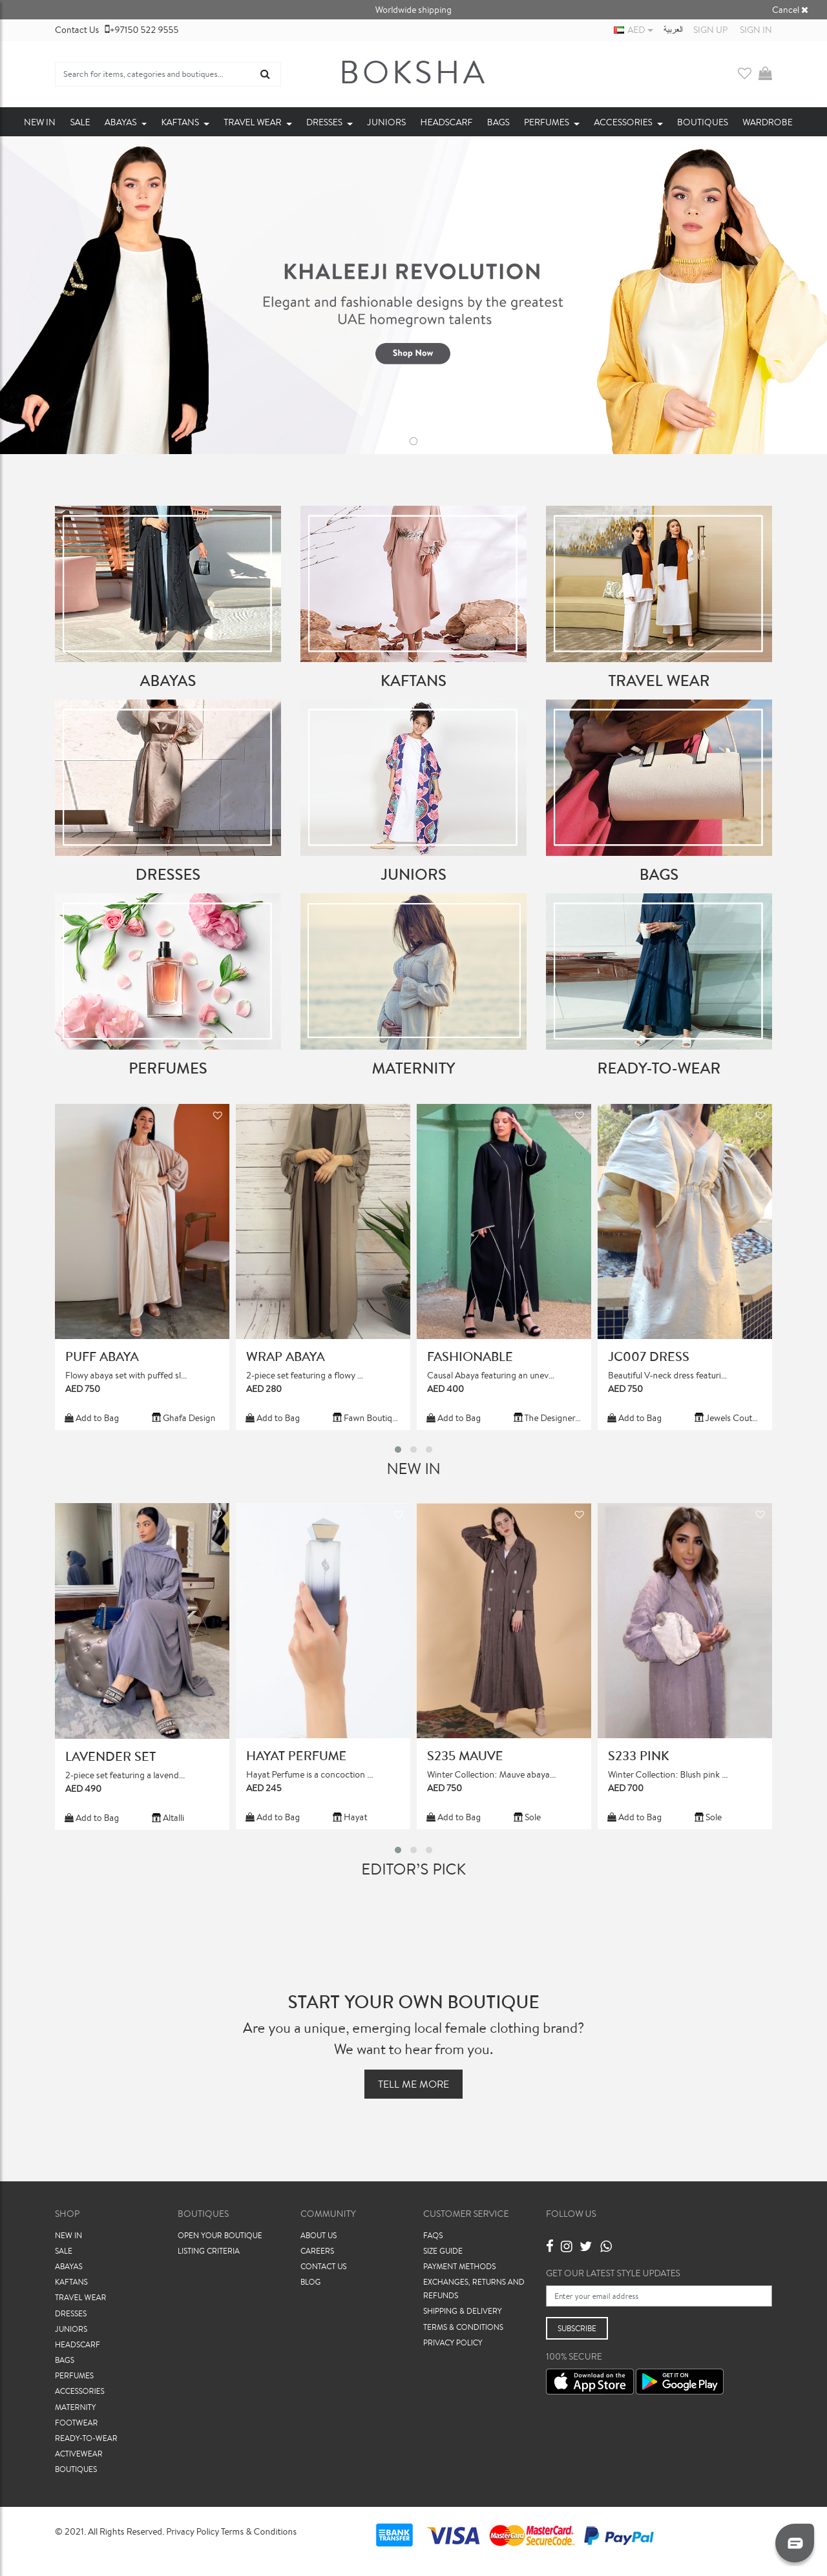 Worldwide shipping
Cancel ✖
Contact Us +97150 522 9555
AED
العربية
SIGN UP
SIGN IN
Search for items, categories and boutiques...
BOKSHA
NEW IN SALE ABAYAS KAFTANS TRAVEL WEAR DRESSES JUNIORS HEADSCARF BAGS PERFUMES ACCESSORIES BOUTIQUES WARDROBE
KHALEEJI REVOLUTION
Elegant and fashionable designs by the greatest
UAE homegrown talents
Shop Now
ABAYAS
KAFTANS
TRAVEL WEAR
DRESSES
JUNIORS
BAGS
PERFUMES
MATERNITY
READY-TO-WEAR
PUFF ABAYA
Flowy abaya set with puffed sl...
AED 750
Add to Bag
Ghafa Design
WRAP ABAYA
2-piece set featuring a flowy ...
AED 280
Add to Bag
Fawn Boutiq...
FASHIONABLE
Causal Abaya featuring an unev...
AED 400
Add to Bag
The Designer...
JC007 DRESS
Beautiful V-neck dress featuri...
AED 750
Add to Bag
Jewels Cout...
NEW IN
LAVENDER SET
2-piece set featuring a lavend...
AED 490
Add to Bag
Altalli
HAYAT PERFUME
Hayat Perfume is a concoction ...
AED 245
Add to Bag
Hayat
S235 MAUVE
Winter Collection: Mauve abaya...
AED 750
Add to Bag
Sole
S233 PINK
Winter Collection: Blush pink ...
AED 700
Add to Bag
Sole
EDITOR'S PICK
START YOUR OWN BOUTIQUE
Are you a unique, emerging local female clothing brand?
We want to hear from you.
TELL ME MORE
SHOP
NEW IN
SALE
ABAYAS
KAFTANS
TRAVEL WEAR
DRESSES
JUNIORS
HEADSCARF
BAGS
PERFUMES
ACCESSORIES
MATERNITY
FOOTWEAR
READY-TO-WEAR
ACTIVEWEAR
BOUTIQUES
BOUTIQUES
OPEN YOUR BOUTIQUE
LISTING CRITERIA
COMMUNITY
ABOUT US
CAREERS
CONTACT US
BLOG
CUSTOMER SERVICE
FAQS
SIZE GUIDE
PAYMENT METHODS
EXCHANGES, RETURNS AND
REFUNDS
SHIPPING & DELIVERY
TERMS & CONDITIONS
PRIVACY POLICY
FOLLOW US
GET OUR LATEST STYLE UPDATES
Enter your email address
SUBSCRIBE
100% SECURE
Download on the
App Store
GET IT ON
Google Play
© 2021. All Rights Reserved. Privacy Policy Terms & Conditions
BANK
TRANSFER
VISA
MasterCard
MasterCard.
SecureCode.
PayPal